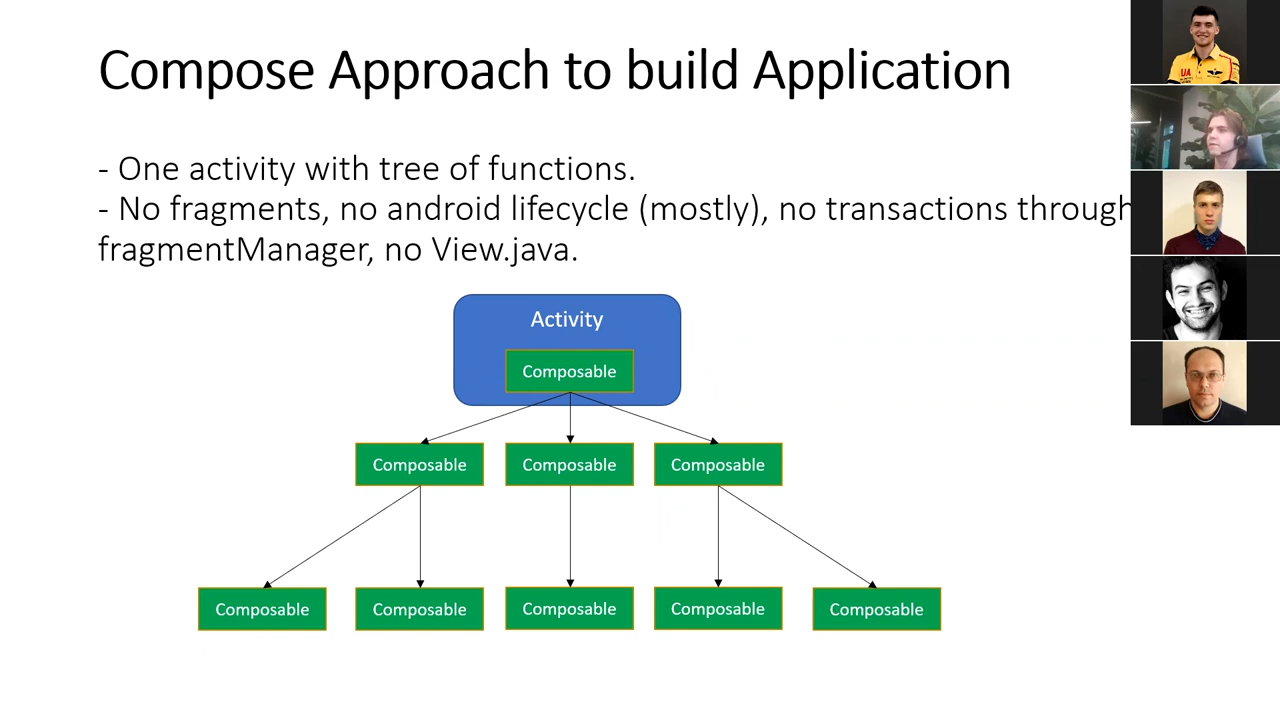 Compose Approach to build Application
- One activity with tree of functions.
- No fragments, no android lifecycle (mostly), no transactions through
fragmentManager, no View.java.
Activity
Composable
Composable Composable Composable
Composable Composable Composable Composable Composable
UA